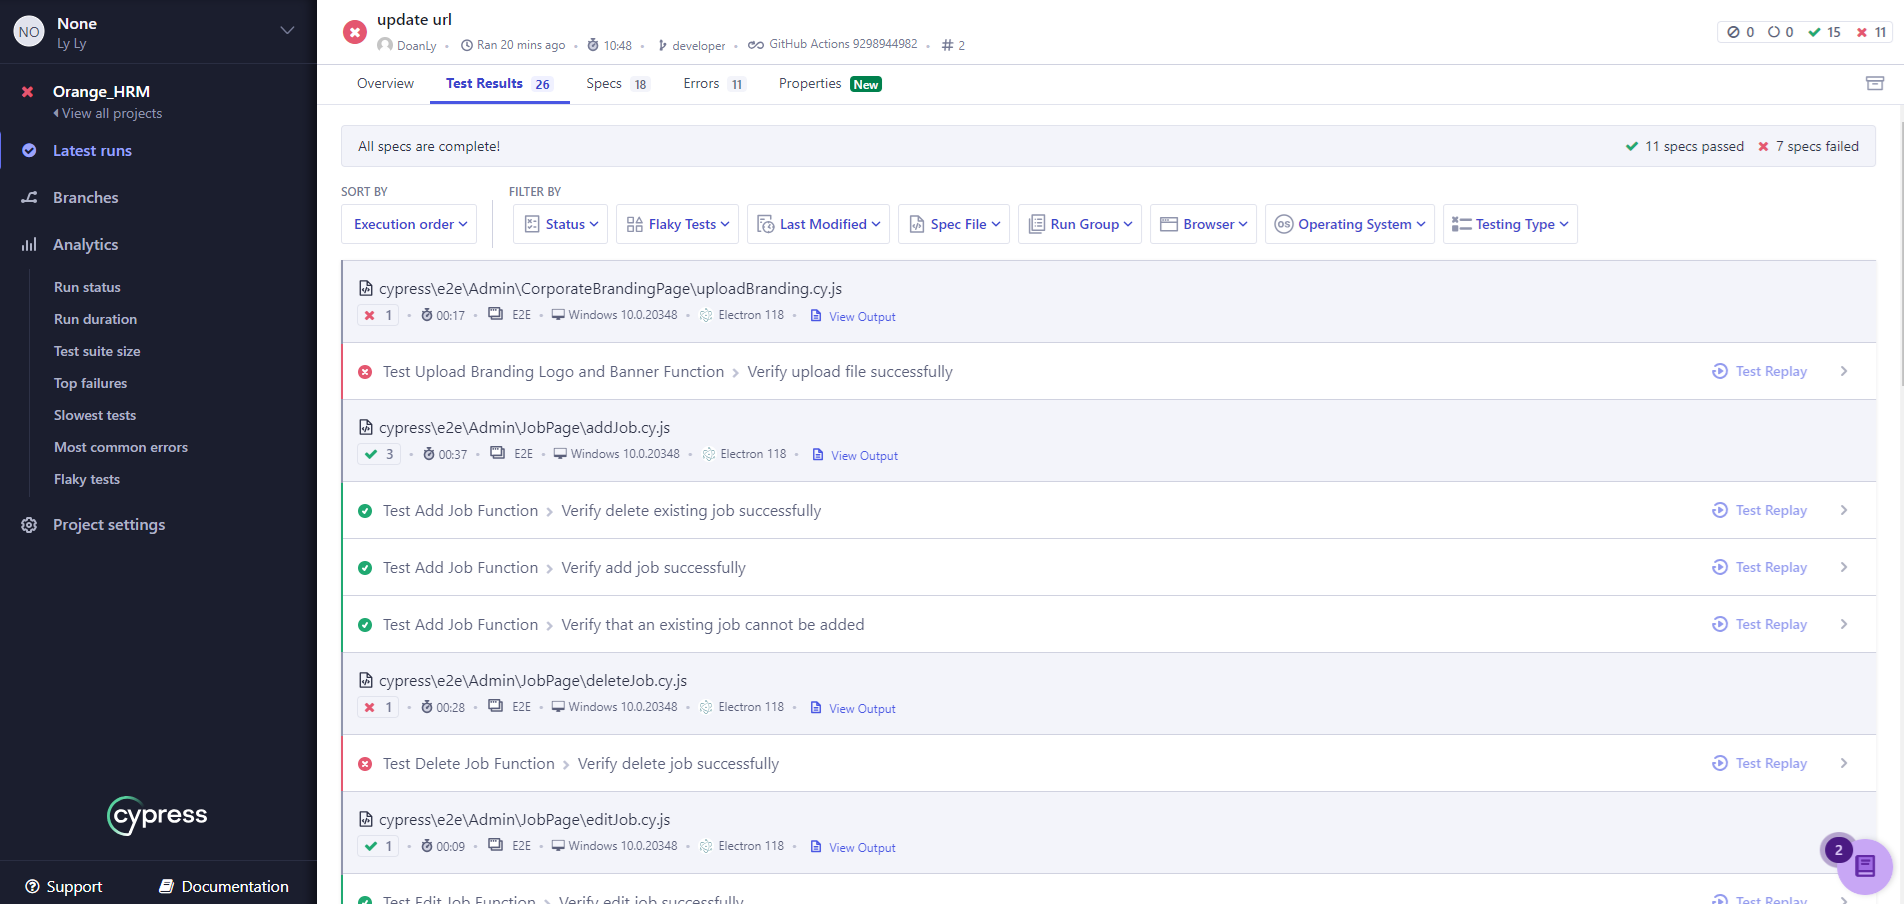 NO
None
Ly Ly
Orange_HRM
View all projects
Latest runs
Branches
Analytics
Run status
Run duration
Test suite size
Top failures
Slowest tests
Most common errors
Flaky tests
Project settings
cypress
Support
Documentation
update url
DoanLy
Ran 20 mins ago
10:48
developer
GitHub Actions 9298944982
# 2
0 0 15 11
Overview
Test Results 26
Specs 18
Errors 11
Properties New
All specs are complete!
11 specs passed
7 specs failed
SORT BY
FILTER BY
Execution order
Status
Flaky Tests
Last Modified
Spec File
Run Group
Browser
OS Operating System
Testing Type
cypress\e2e\Admin\CorporateBrandingPage\uploadBranding.cy.js
1 00:17 E2E Windows 10.0.20348 Electron 118 View Output
Test Upload Branding Logo and Banner Function Verify upload file successfully Test Replay
cypress\e2e\Admin\JobPage\addJob.cy.js
3 00:37 E2E Windows 10.0.20348 Electron 118 View Output
Test Add Job Function Verify delete existing job successfully Test Replay
Test Add Job Function Verify add job successfully Test Replay
Test Add Job Function Verify that an existing job cannot be added Test Replay
cypress\e2e\Admin\JobPage\deleteJob.cy.js
1 00:28 E2E Windows 10.0.20348 Electron 118 View Output
Test Delete Job Function Verify delete job successfully Test Replay
cypress\e2e\Admin\JobPage\editJob.cy.js
1 00:09 E2E Windows 10.0.20348 Electron 118 View Output
Test Edit Job Function Verify edit job successfully Test Replay
2